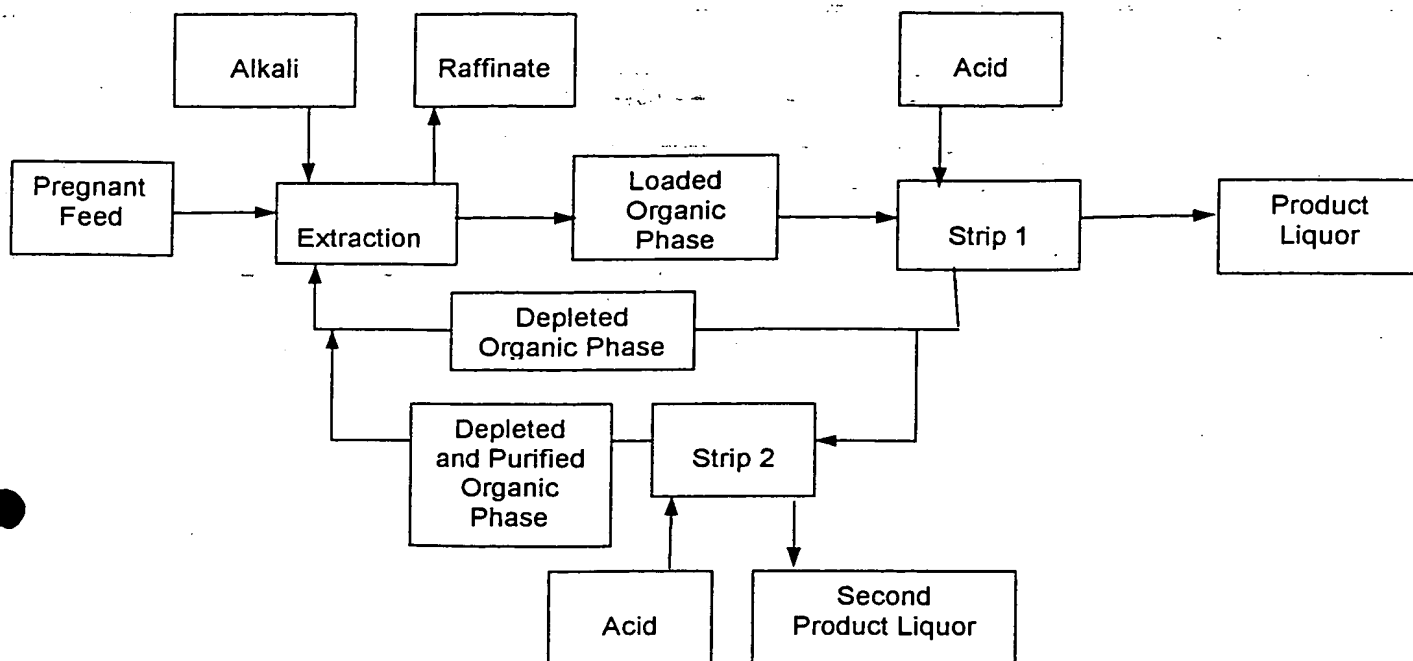 Alkali
Raffinate
Acid
Pregnant
Feed
Extraction
Loaded
Organic
Phase
Strip 1
Product
Liquor
Depleted
Organic Phase
Depleted
and Purified
Organic
Phase
Strip 2
Acid
Second
Product Liquor